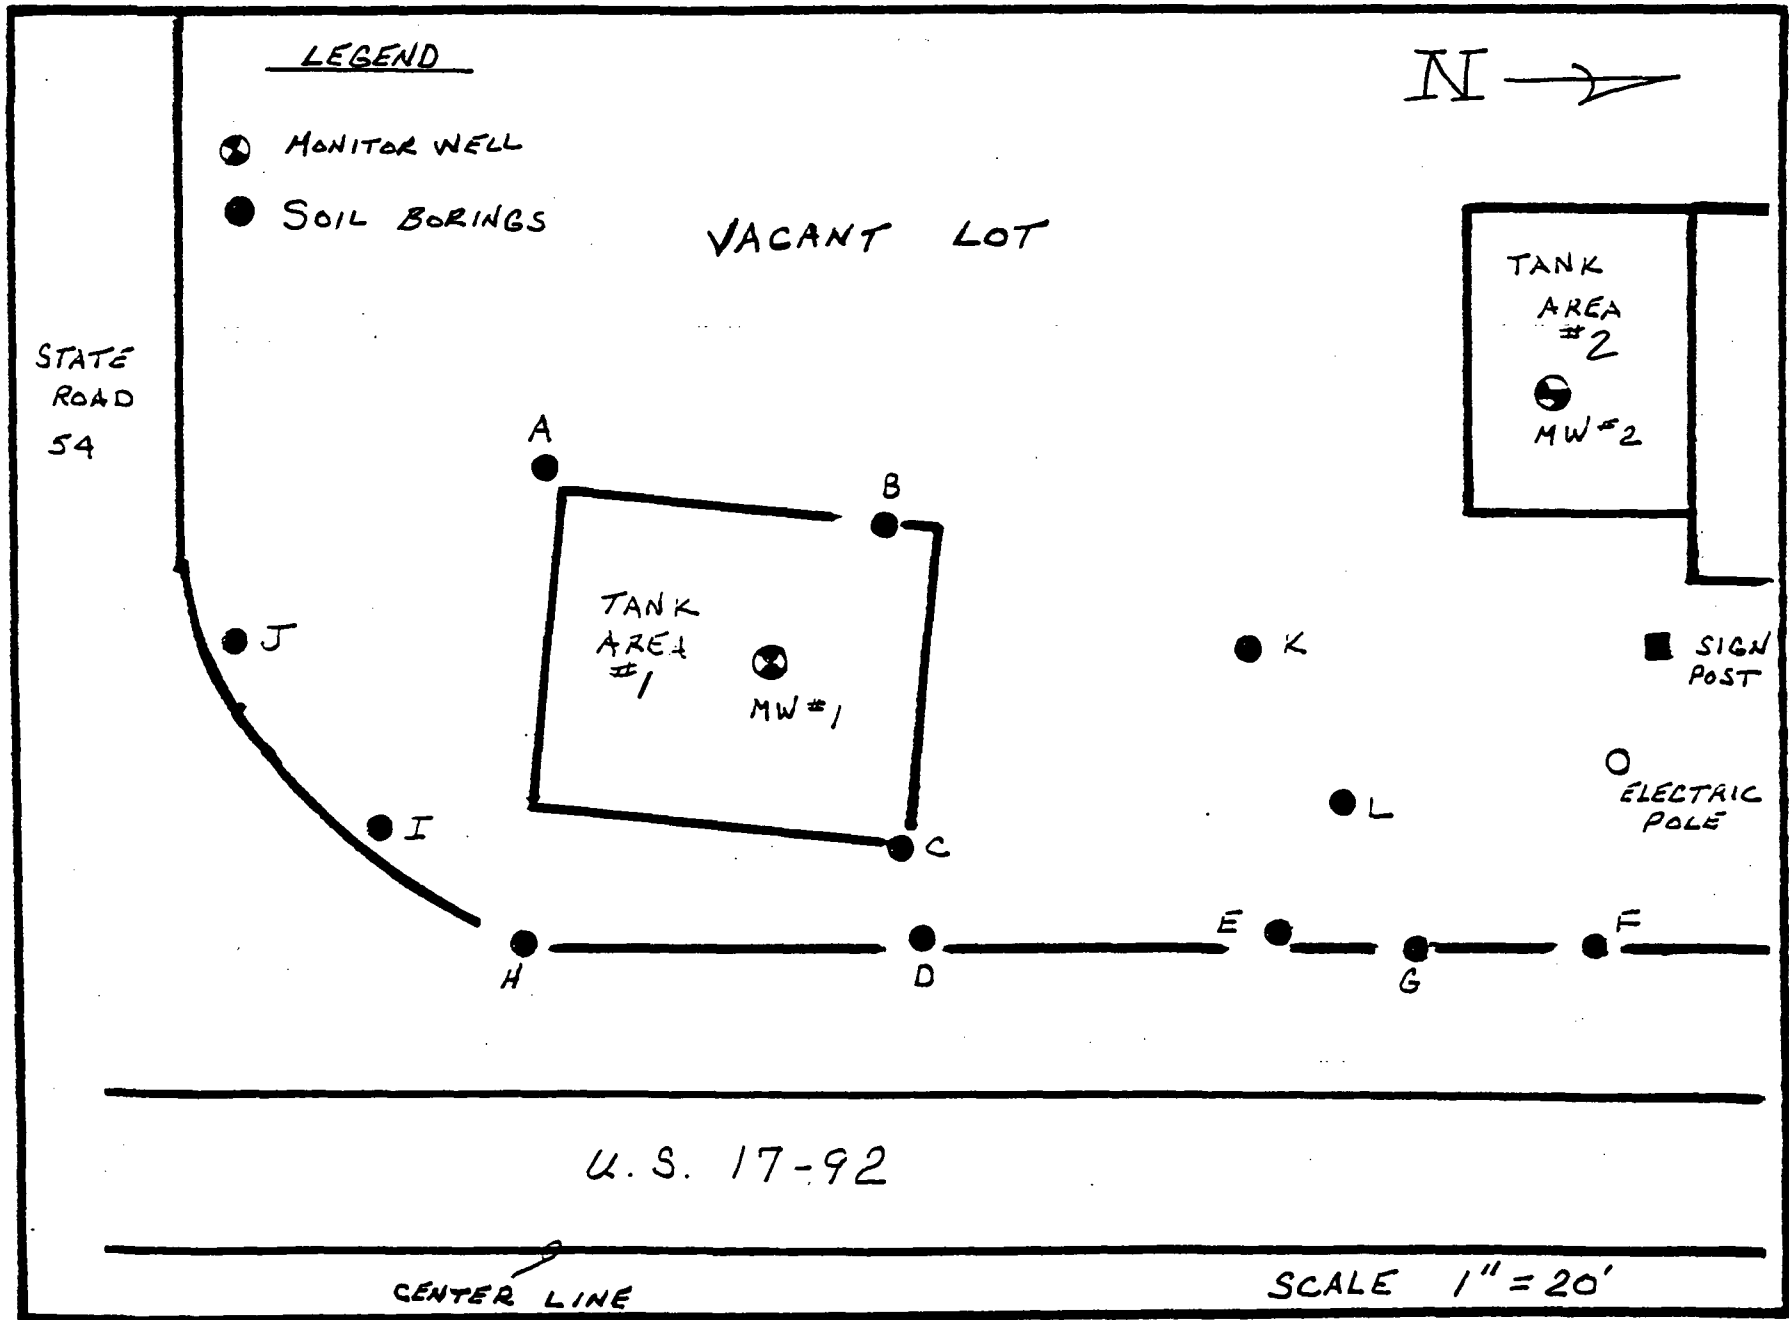 LEGEND
MONITOR WELL
SOIL BORINGS
N
VACANT LOT
STATE
ROAD
54
TANK
AREA
#2
MW #2
A
B
TANK
AREA
#1
MW #1
J
I
K
SIGN
POST
L
ELECTRIC
POLE
C
H
D
E
G
F
U.S. 17-92
CENTER LINE
SCALE 1" = 20'